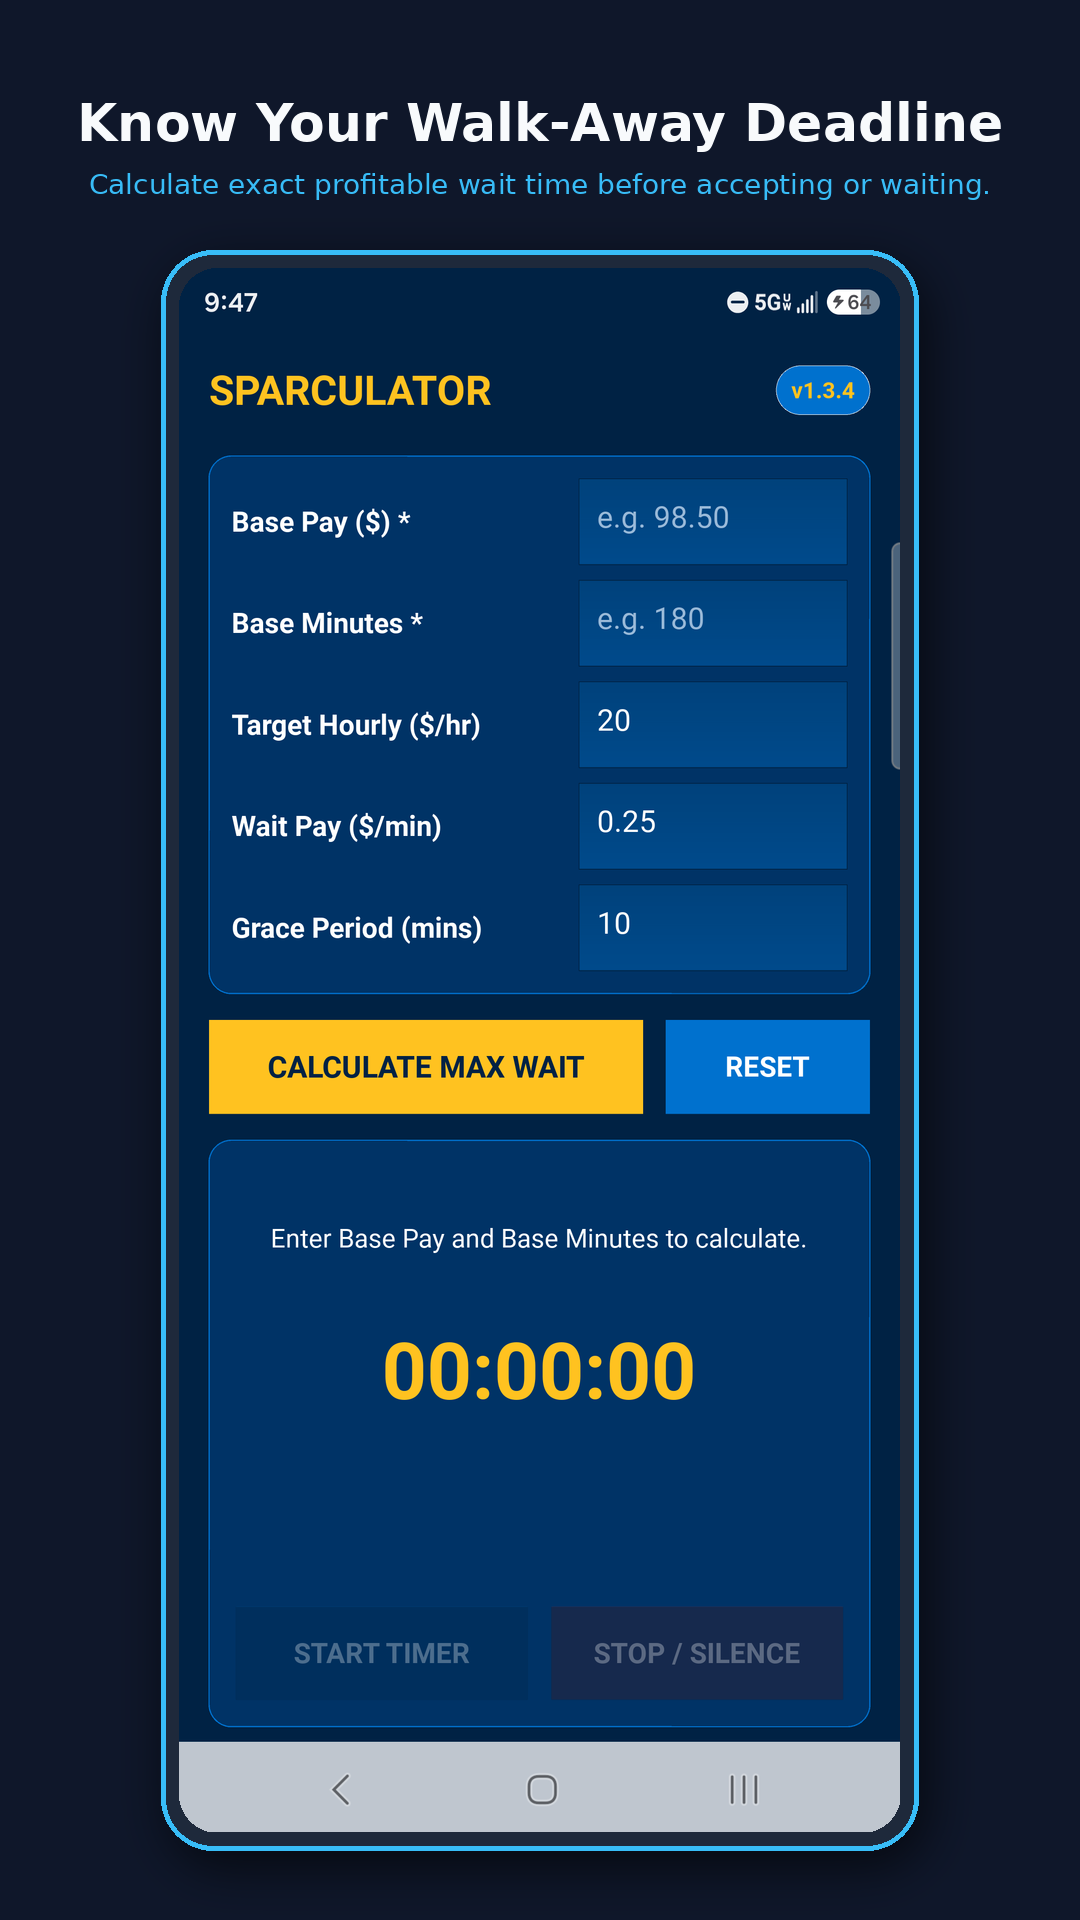 Know Your Walk-Away Deadline
Calculate exact profitable wait time before accepting or waiting.
9:47
5G UW 64
SPARCULATOR
v1.3.4
Base Pay ($) *
e.g. 98.50
Base Minutes *
e.g. 180
Target Hourly ($/hr)
20
Wait Pay ($/min)
0.25
Grace Period (mins)
10
CALCULATE MAX WAIT
RESET
Enter Base Pay and Base Minutes to calculate.
00:00:00
START TIMER
STOP / SILENCE